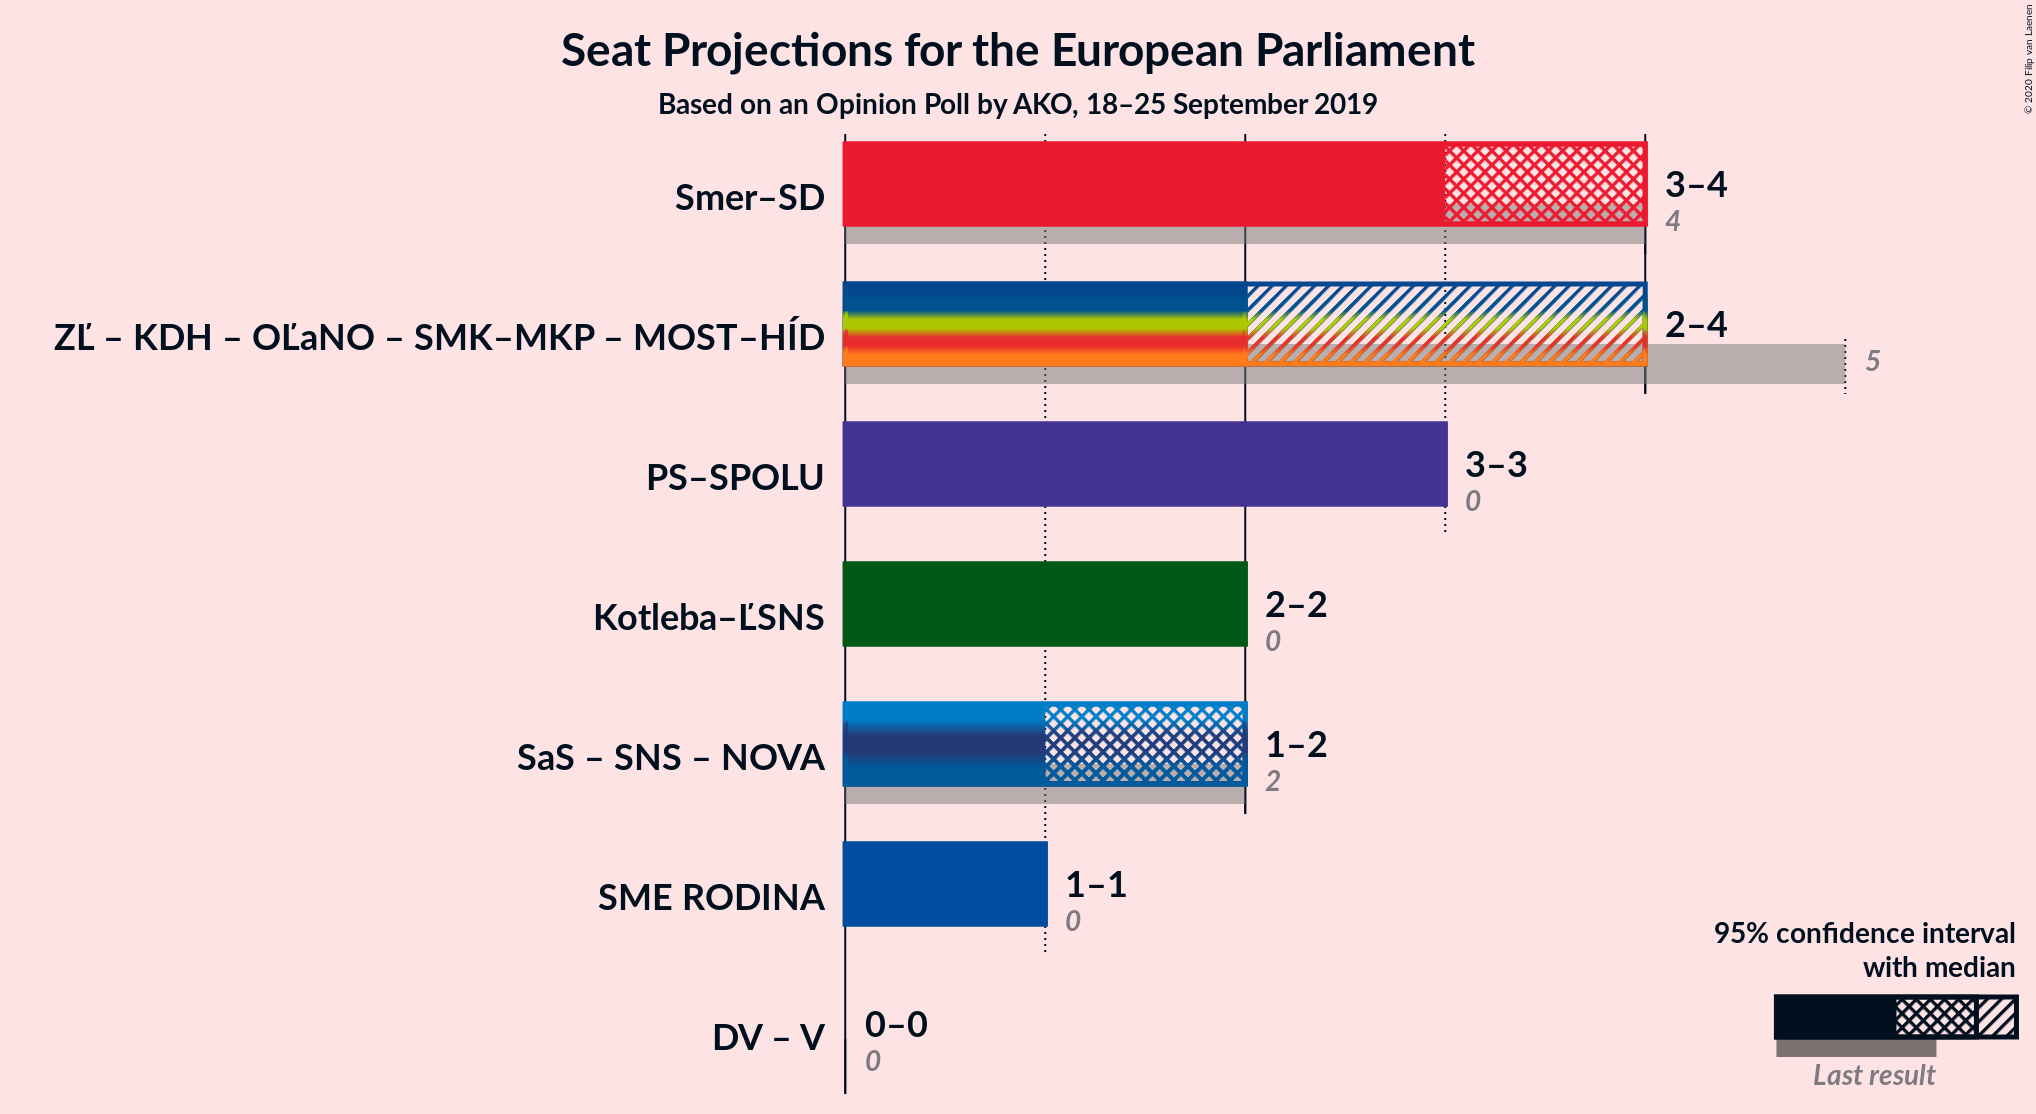 Seat Projections for the European Parliament
Based on an Opinion Poll by AKO, 18–25 September 2019
© 2020 Filip van Laenen
Smer–SD
3–4
4
ZĽ – KDH – OĽaNO – SMK–MKP – MOST–HÍD
2–4
5
PS–SPOLU
3–3
0
Kotleba–ĽSNS
2–2
0
SaS – SNS – NOVA
1–2
2
SME RODINA
1–1
0
DV – V
0–0
0
95% confidence interval
with median
Last result